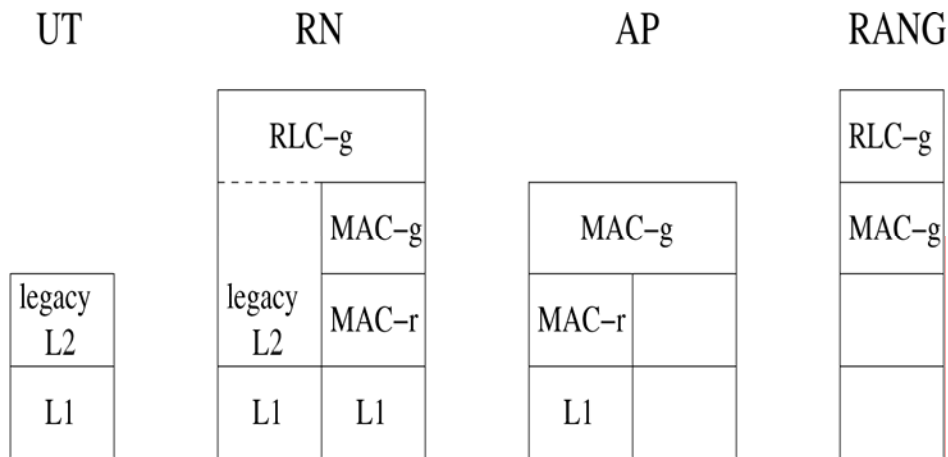 UT RN AP RANG
RLC–g RLC–g
MAC–g MAC–g MAC–g
legacy legacy MAC–r MAC–r
L2 L2
L1 L1 L1 L1